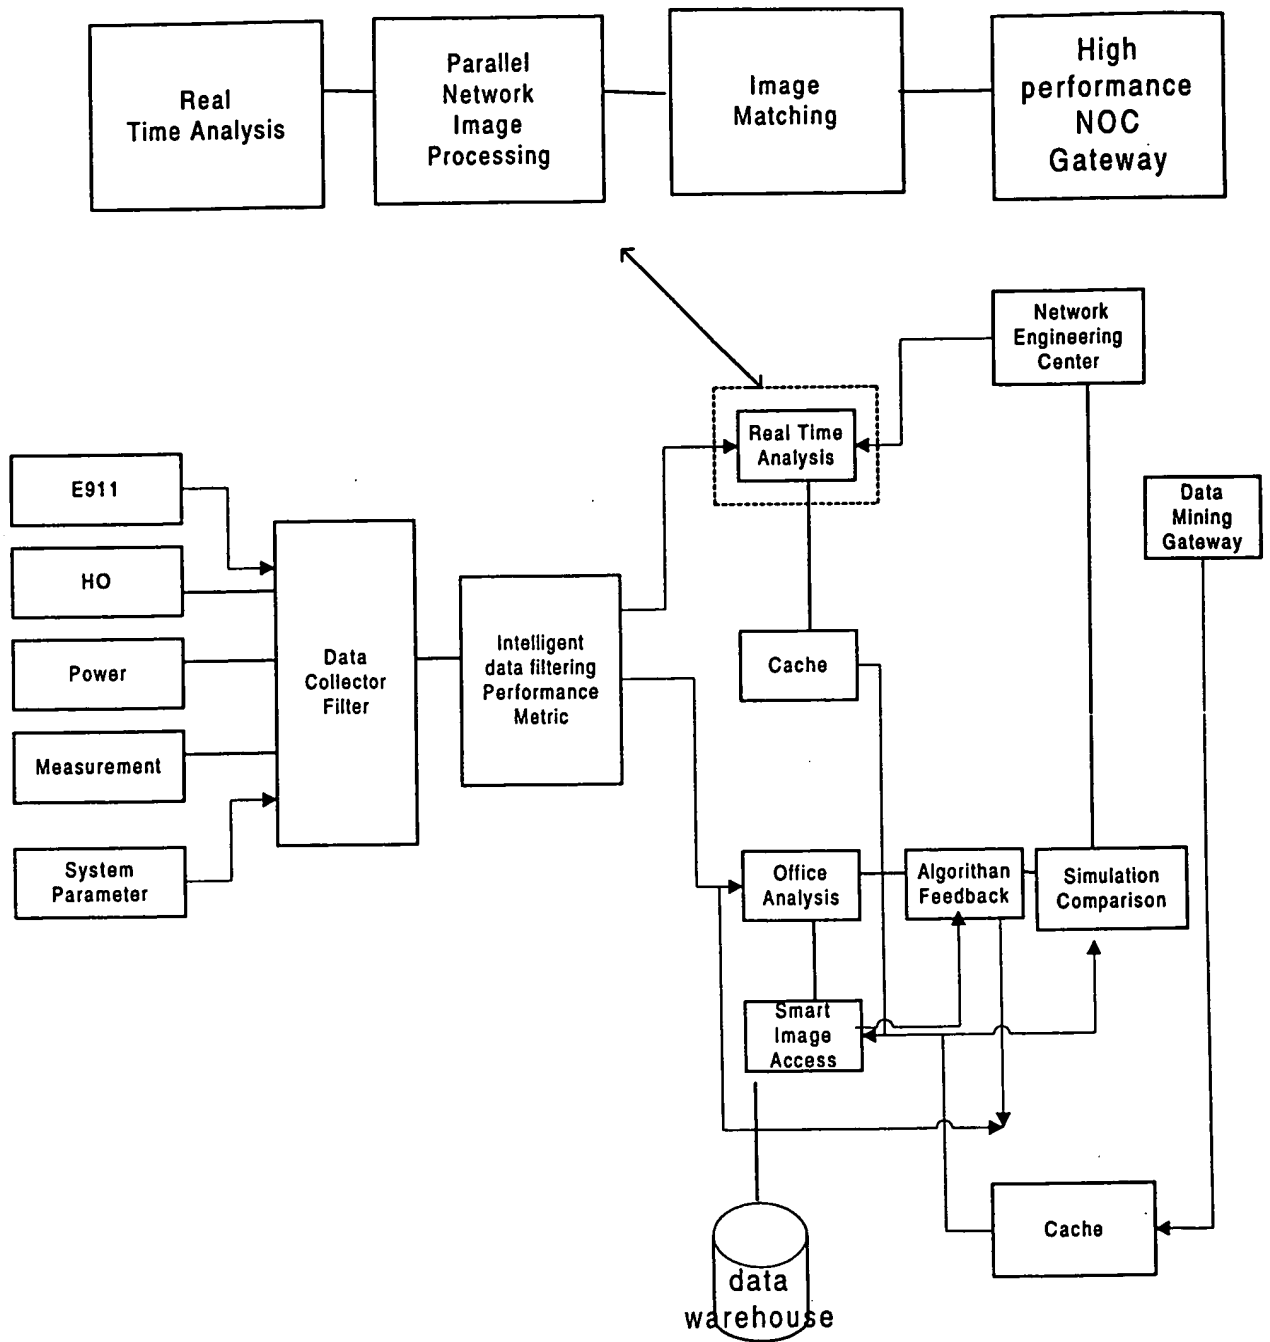 Real
Time Analysis
Parallel
Network
Image
Processing
Image
Matching
High
performance
NOC
Gateway
Network
Engineering
Center
Real Time
Analysis
E911
Data
Mining
Gateway
HO
Power
Measurement
System
Parameter
Data
Collector
Filter
Intelligent
data filtering
Performance
Metric
Cache
Office
Analysis
Algorithan
Feedback
Simulation
Comparison
Smart
Image
Access
Cache
data
warehouse